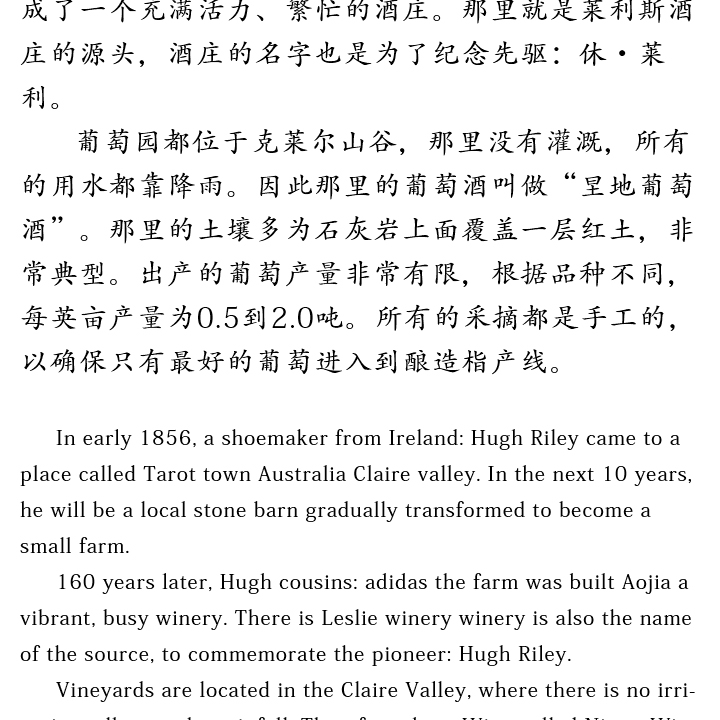 成了一个充满活力、繁忙的酒庄。那里就是莱利斯酒
庄的源头，酒庄的名字也是为了纪念先驱：休·莱
利。
葡萄园都位于克莱尔山谷，那里没有灌溉，所有
的用水都靠降雨。因此那里的葡萄酒叫做“旱地葡萄
酒”。那里的土壤多为石灰岩上面覆盖一层红土，非
常典型。出产的葡萄产量非常有限，根据品种不同，
每英亩产量为0.5到2.0吨。所有的采摘都是手工的，
以确保只有最好的葡萄进入到酿造生产线。
In early 1856, a shoemaker from Ireland: Hugh Riley came to a
place called Tarot town Australia Claire valley. In the next 10 years,
he will be a local stone barn gradually transformed to become a
small farm.
160 years later, Hugh cousins: adidas the farm was built Aojia a
vibrant, busy winery. There is Leslie winery winery is also the name
of the source, to commemorate the pioneer: Hugh Riley.
Vineyards are located in the Claire Valley, where there is no irri-